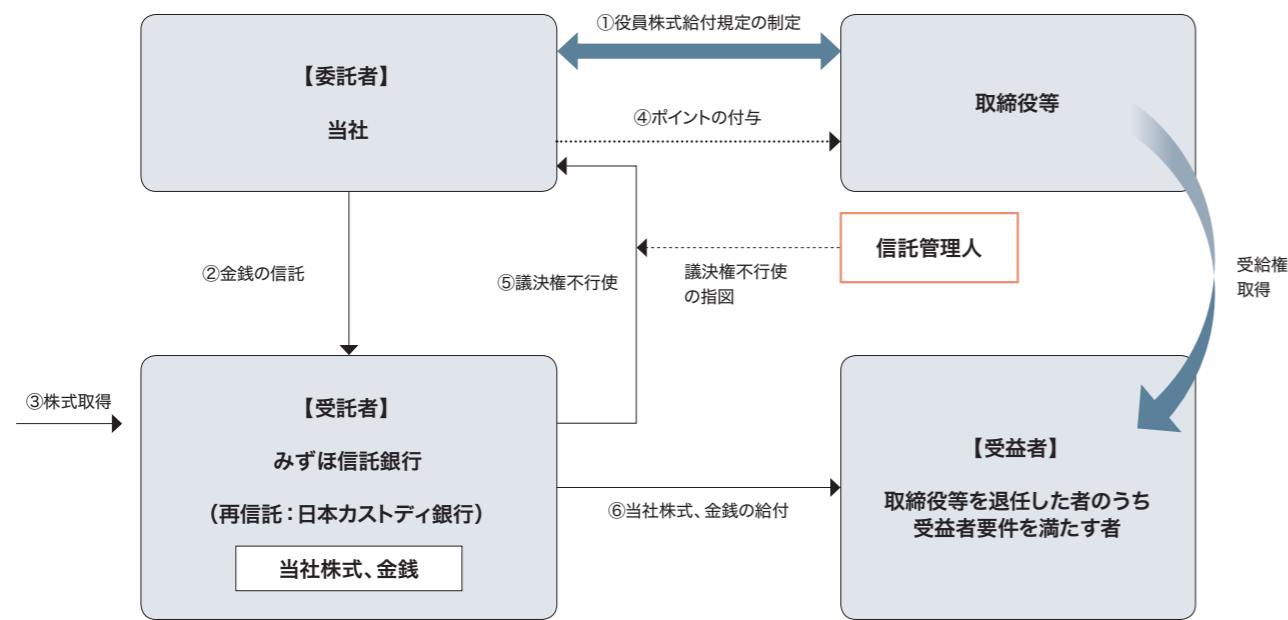 ①役員株式給付規定の制定
【委託者】
当社
取締役等
④ポイントの付与
信託管理人
②金銭の信託
⑤議決権不行使
議決権不行使
の指図
受給権
取得
③株式取得
【受託者】
みずほ信託銀行
（再信託：日本カストディ銀行）
当社株式、金銭
⑥当社株式、金銭の給付
【受益者】
取締役等を退任した者のうち
受益者要件を満たす者